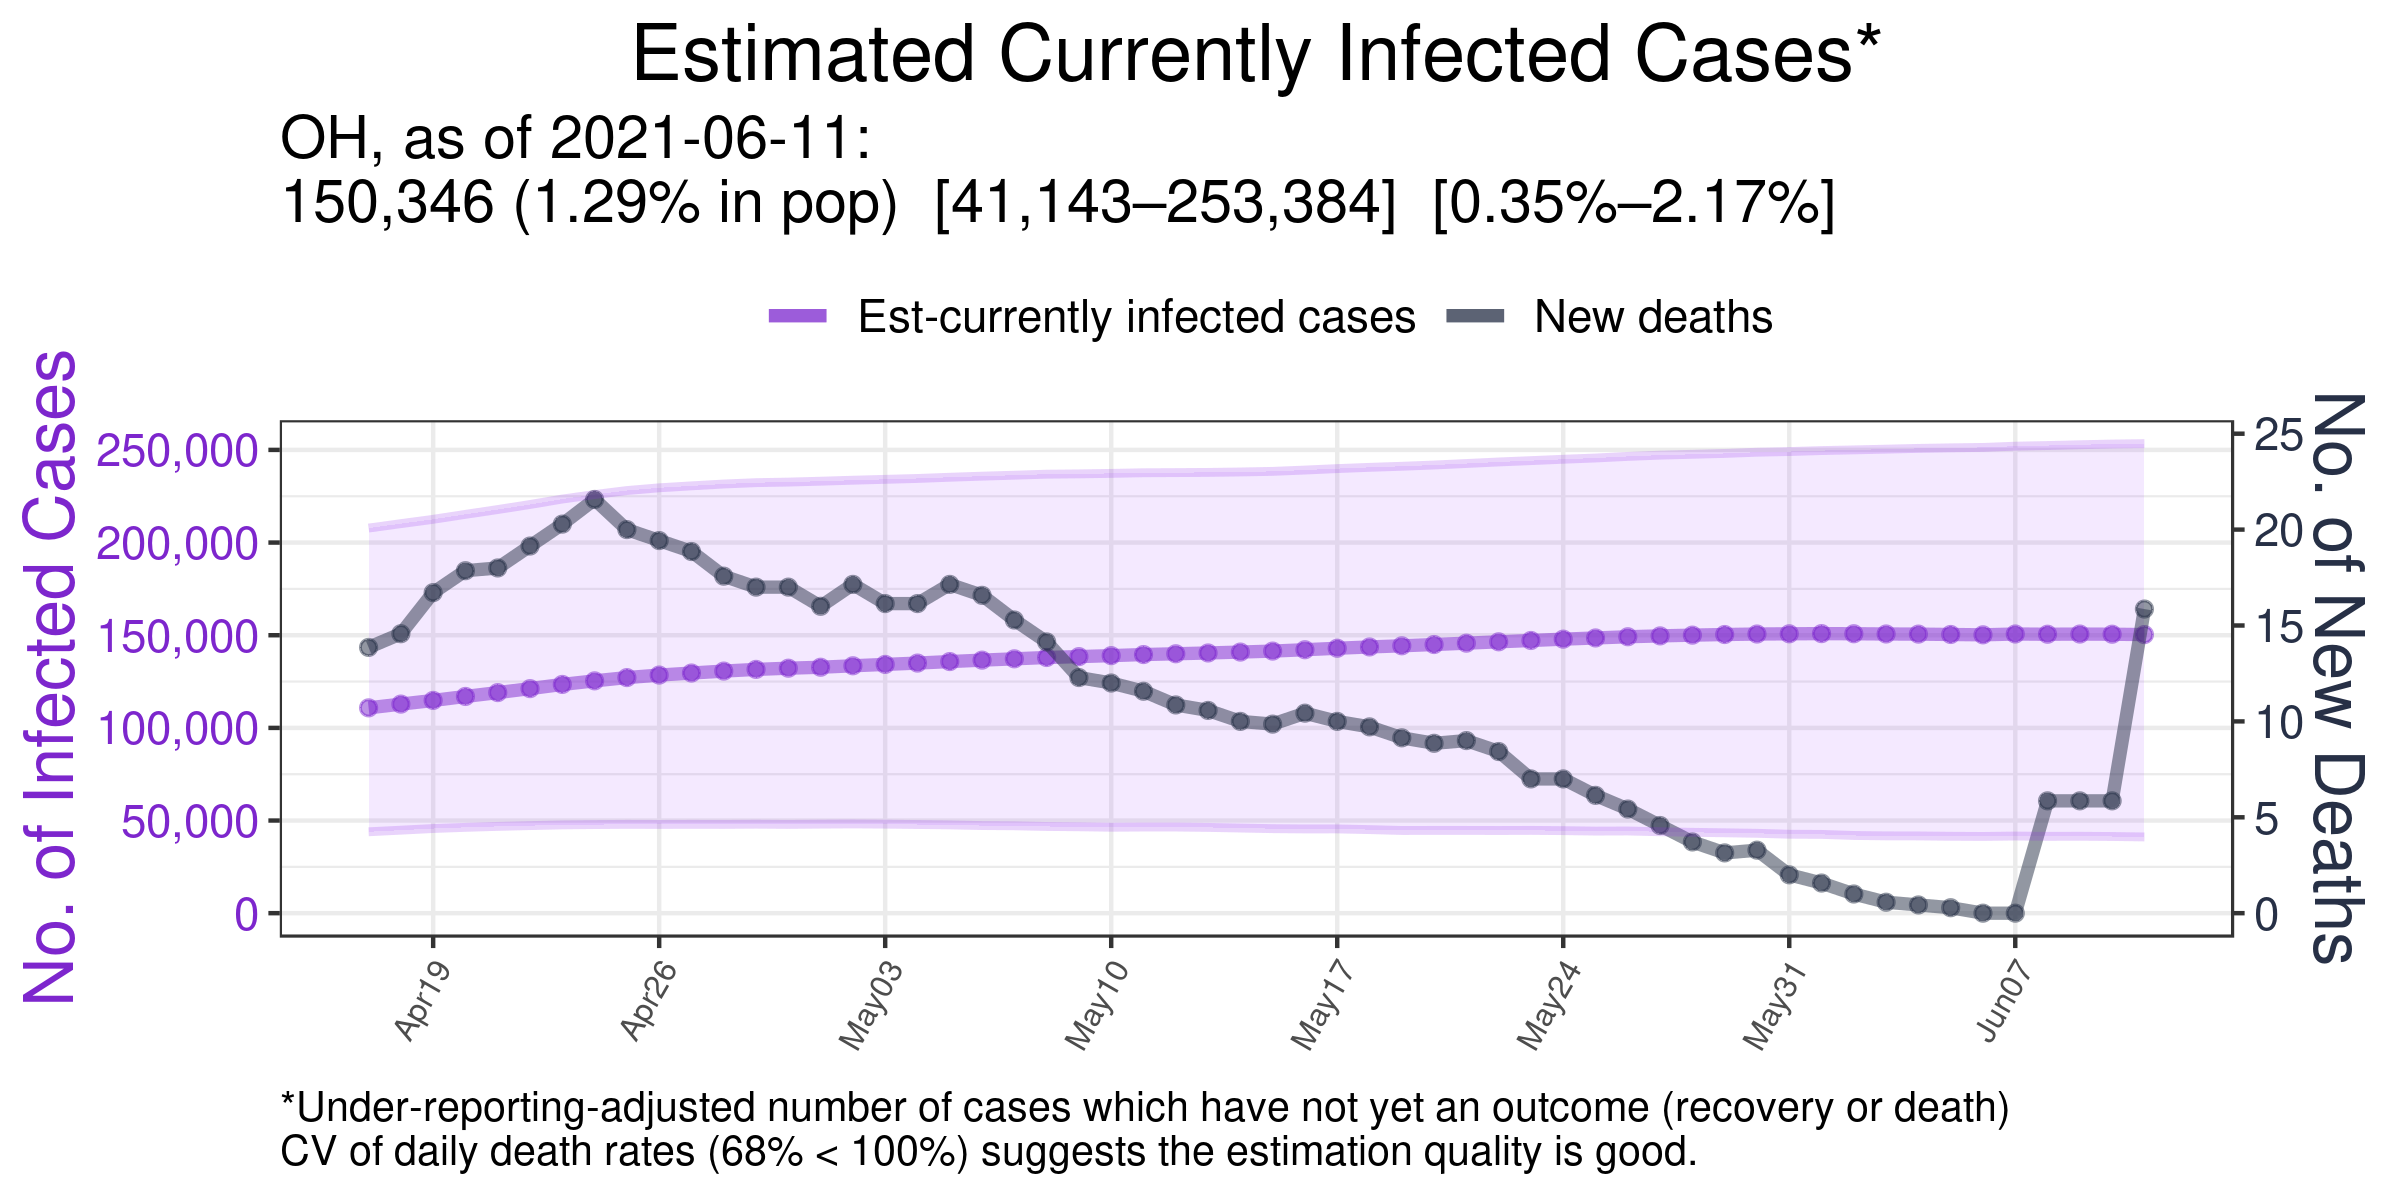 Estimated Currently Infected Cases*
OH, as of 2021-06-11:
150,346 (1.29% in pop) [41,143–253,384] [0.35%–2.17%]
Est-currently infected cases
New deaths
No. of Infected Cases
250,000
200,000
150,000
100,000
50,000
0
25
20
15
10
5
0
No. of New Deaths
Apr19
Apr26
May03
May10
May17
May24
May31
Jun07
*Under-reporting-adjusted number of cases which have not yet an outcome (recovery or death)
CV of daily death rates (68% < 100%) suggests the estimation quality is good.